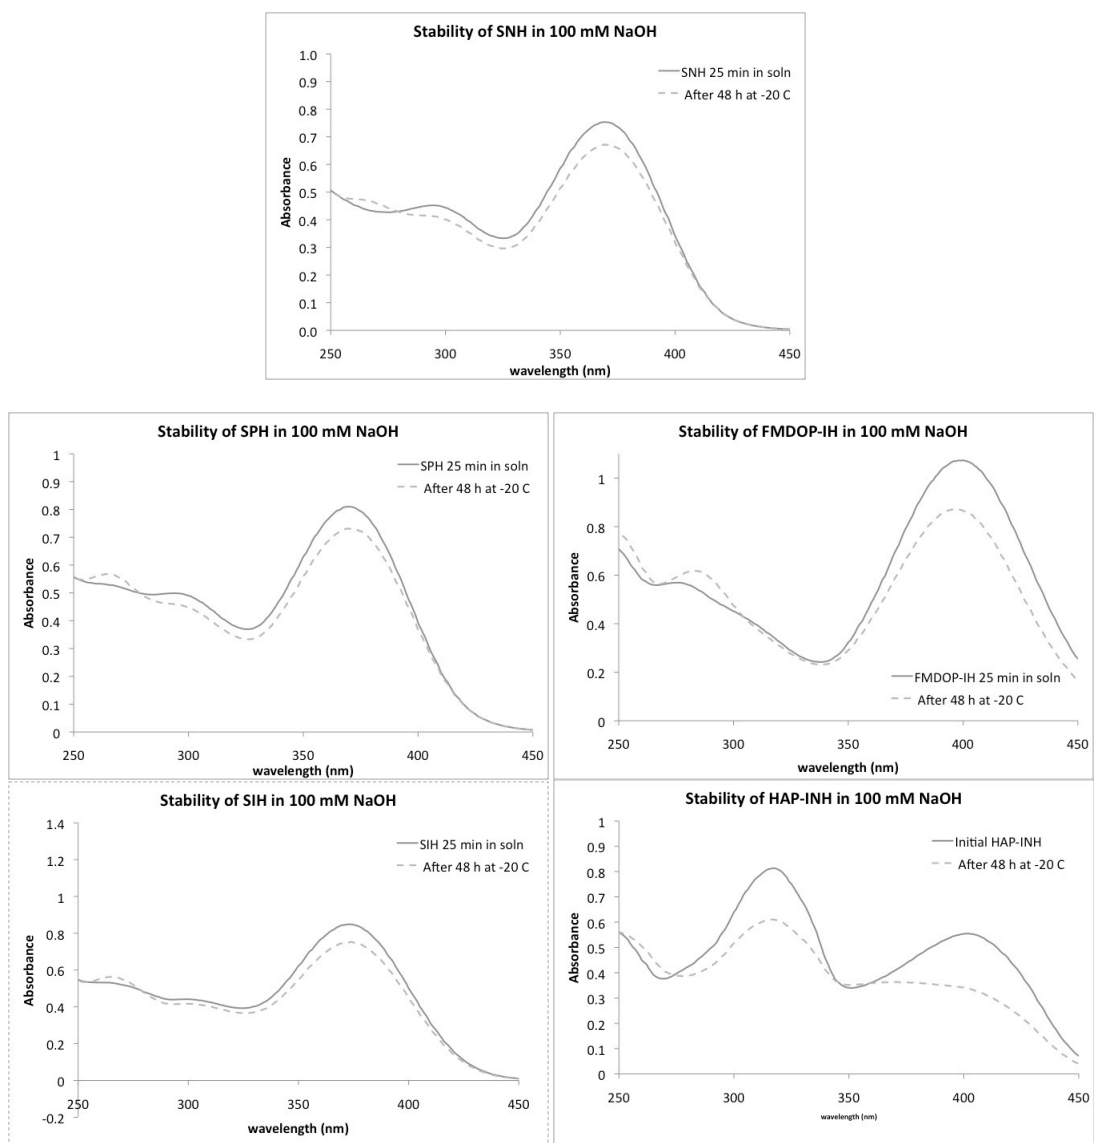 Stability of SNH in 100 mM NaOH
SNH 25 min in soln
After 48 h at -20 C
Absorbance
1.0
0.9
0.8
0.7
0.6
0.5
0.4
0.3
0.2
0.1
0.0
250 300 350 400 450
wavelength (nm)
Stability of SPH in 100 mM NaOH
SPH 25 min in soln
After 48 h at -20 C
Absorbance
1
0.9
0.8
0.7
0.6
0.5
0.4
0.3
0.2
0.1
0
250 300 350 400 450
wavelength (nm)
Stability of FMDOP-IH in 100 mM NaOH
Absorbance
1
0.8
0.6
0.4
0.2
0
FMDOP-IH 25 min in soln
After 48 h at -20 C
250 300 350 400 450
wavelength (nm)
Stability of SIH in 100 mM NaOH
SIH 25 min in soln
After 48 h at -20 C
Absorbance
1.4
1.2
1
0.8
0.6
0.4
0.2
0
-0.2
250 300 350 400 450
wavelength (nm)
Stability of HAP-INH in 100 mM NaOH
Initial HAP-INH
After 48 h at -20 C
Absorbance
1
0.9
0.8
0.7
0.6
0.5
0.4
0.3
0.2
0.1
0
250 300 350 400 450
wavelength (nm)